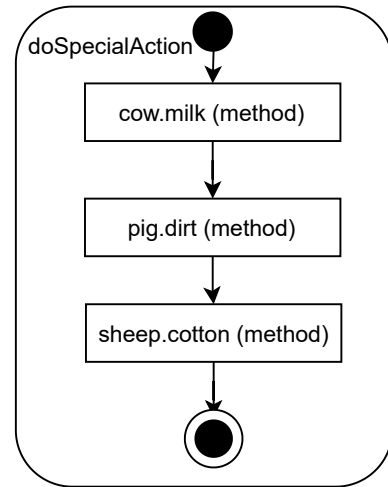 doSpecialAction
cow.milk (method)
pig.dirt (method)
sheep.cotton (method)